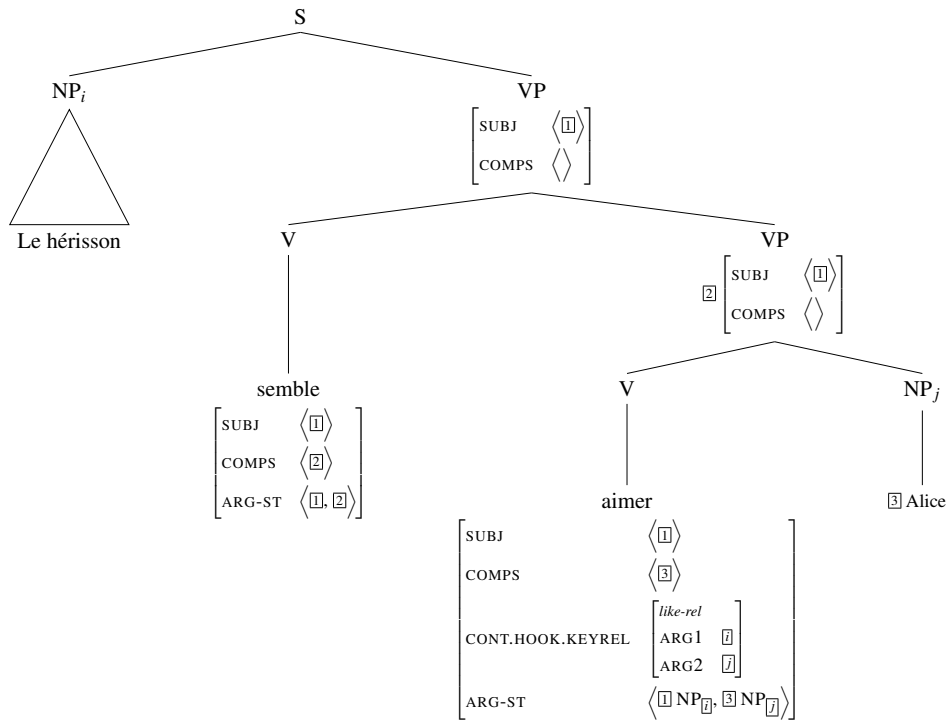 S
NP_i VP
SUBJ ⟨[1]⟩
COMPS ⟨⟩
Le hérisson V VP
[2] SUBJ ⟨[1]⟩
COMPS ⟨⟩
semble V NP_j
SUBJ ⟨[1]⟩
COMPS ⟨[2]⟩
ARG-ST ⟨[1], [2]⟩
aimer [3] Alice
SUBJ ⟨[1]⟩
COMPS ⟨[3]⟩
CONT.HOOK.KEYREL
like-rel
ARG1 [i]
ARG2 [j]
ARG-ST ⟨[1] NP_[i], [3] NP_[j]⟩